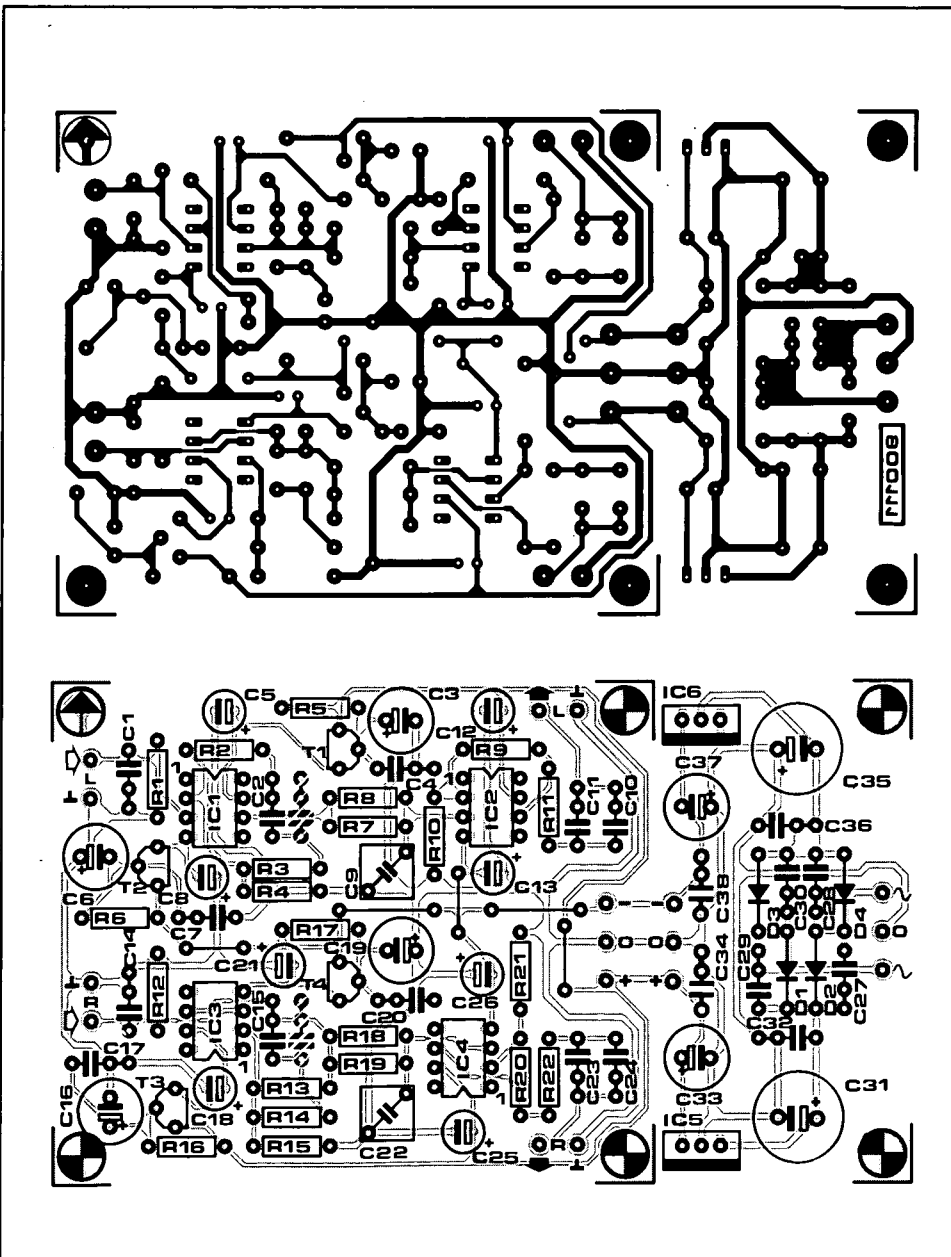 800111
C5
R5
C3
L
⊥
IC6
C1
T1
C12
C37
L
R2
R9
C4
C35
⊥
R1
1
IC1
C2
R8
1
IC2
R11
C11
C10
R7
R10
C36
C6
T2
C8
R3
R4
C9
C13
C38
D3
C30
C28
D4
~
R6
C7
R17
C19
- -
O
C14
C21
O O
C34
C29
R21
⊥
R12
T4
C26
+ +
D1
D2
C27
~
R
IC3
C15
C20
R18
IC4
C32
C17
1
R19
C16
T3
C18
R13
1
R20
R22
C23
C24
C33
C31
R14
IC5
R16
R15
C22
C25
R
⊥